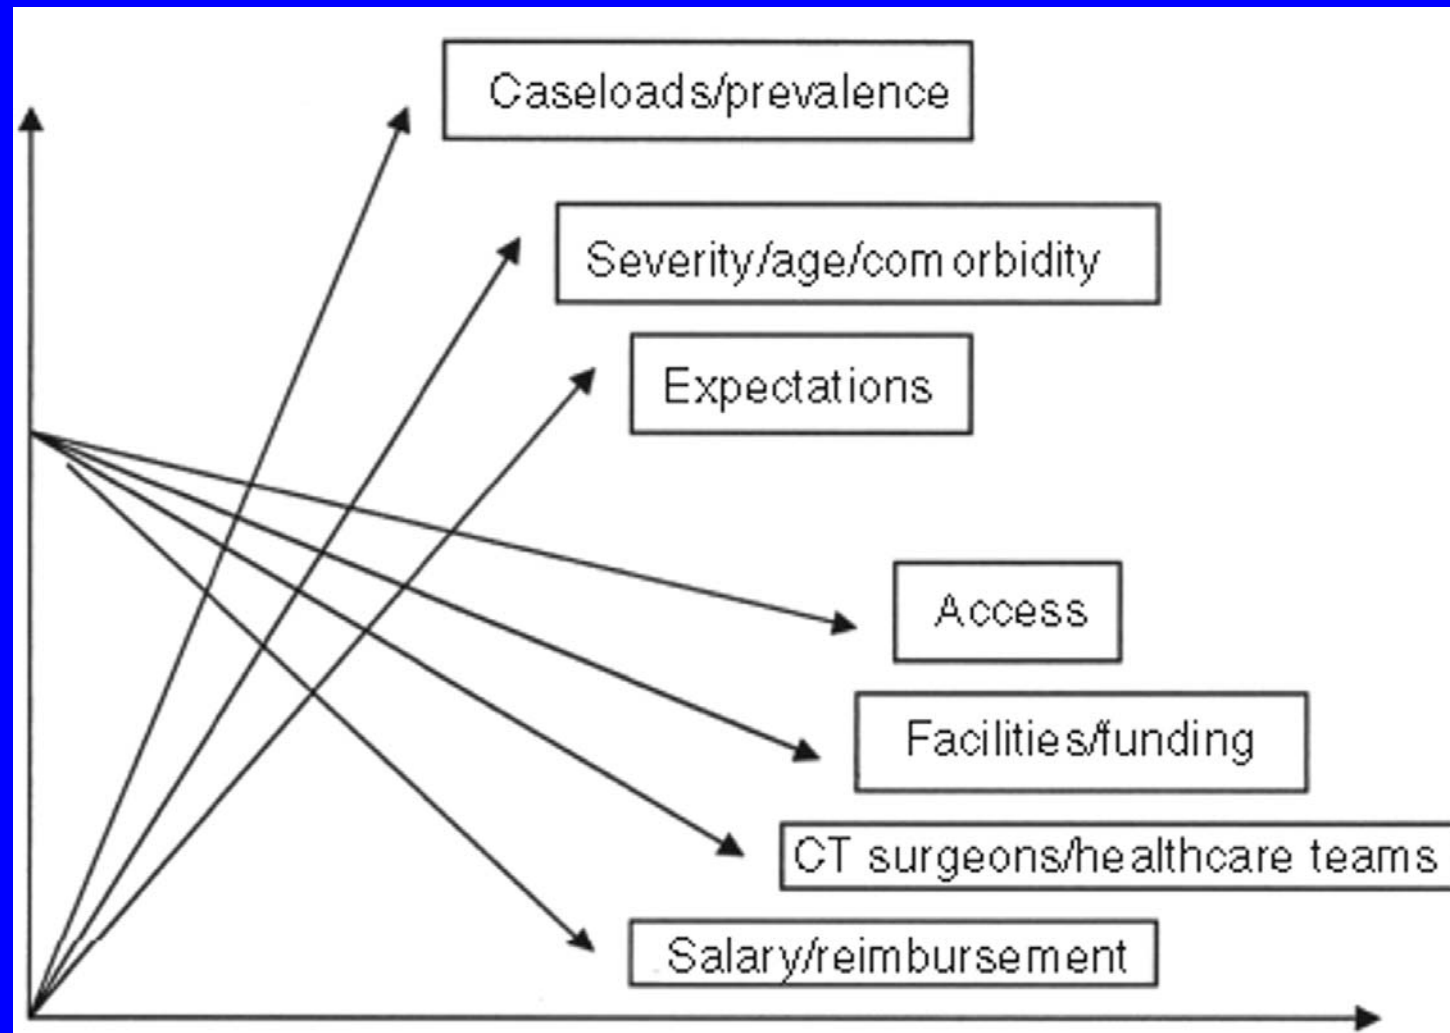 Caseloads/prevalence
Severity/age/comorbidity
Expectations
Access
Facilities/funding
CT surgeons/healthcare teams
Salary/reimbursement